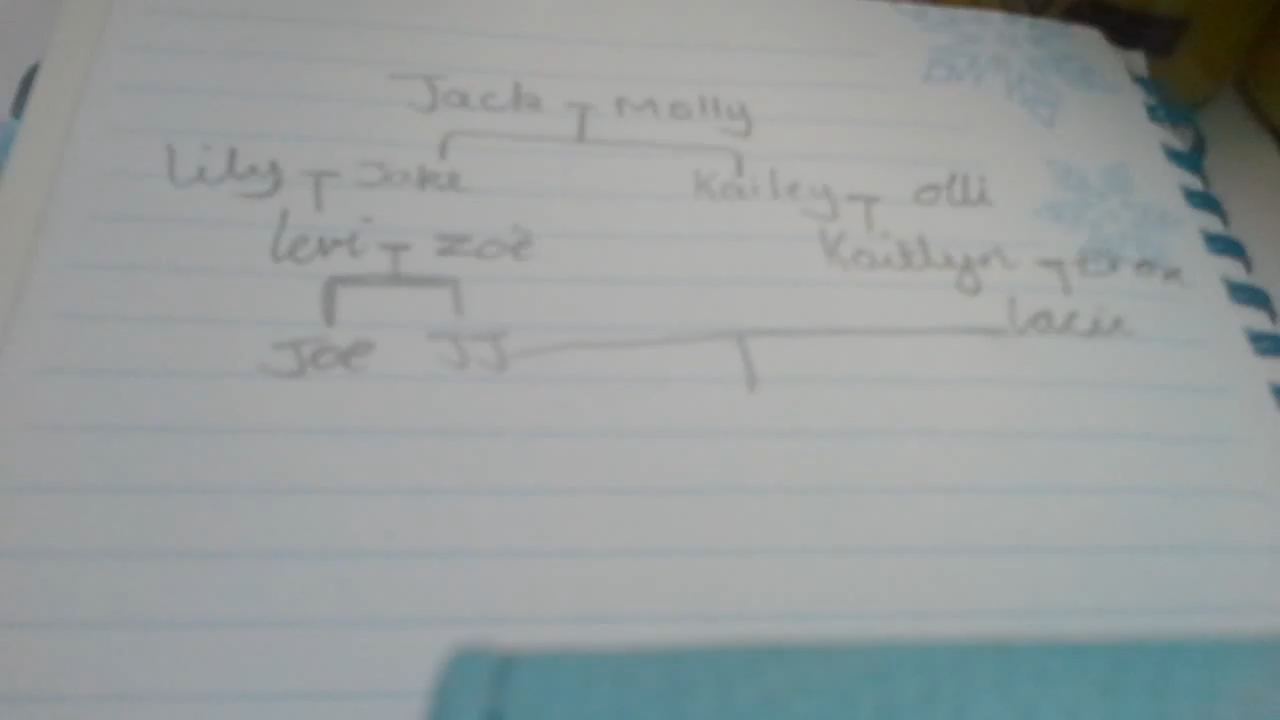 Jack Molly
Lily Jake Kailey Olli
Levi Zoë Kaitlyn
Joe JJ Lacie